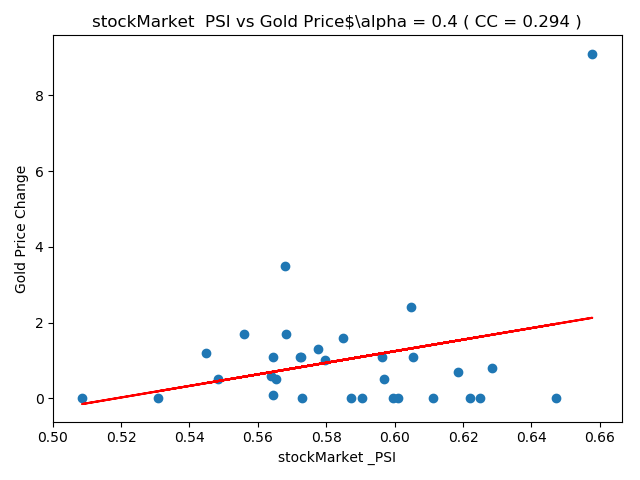 stockMarket  PSI vs Gold Price$\alpha = 0.4 ( CC = 0.294 )
Gold Price Change
8
6
4
2
0
0.50 0.52 0.54 0.56 0.58 0.60 0.62 0.64 0.66
stockMarket _PSI